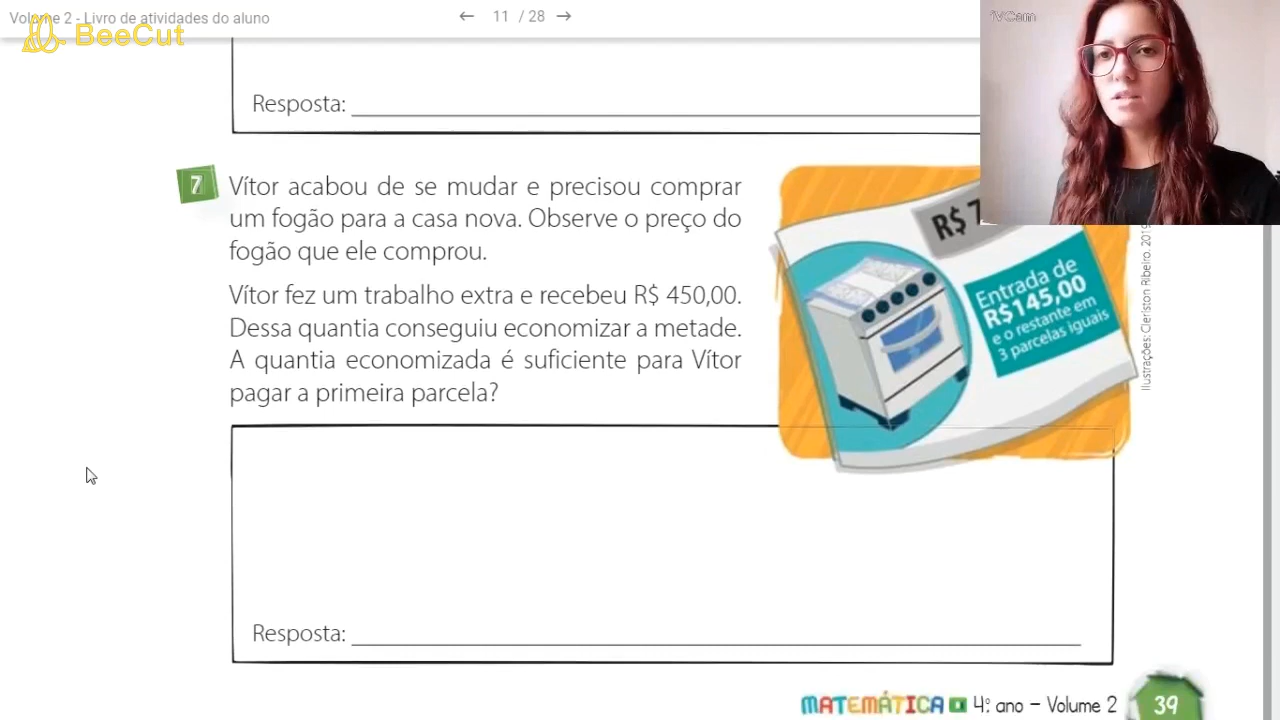 Volume 2 - Livro de atividades do aluno
11 / 28
BeeCut
iVCam
Resposta:
7
Vítor acabou de se mudar e precisou comprar
um fogão para a casa nova. Observe o preço do
fogão que ele comprou.
Vítor fez um trabalho extra e recebeu R$ 450,00.
Dessa quantia conseguiu economizar a metade.
A quantia economizada é suficiente para Vítor
pagar a primeira parcela?
R$ 7
Entrada de
R$145,00
e o restante em
3 parcelas iguais
Ilustrações: Cleriston Ribeiro. 201
Resposta:
MATEMÁTICA 4º. ano – Volume 2
39